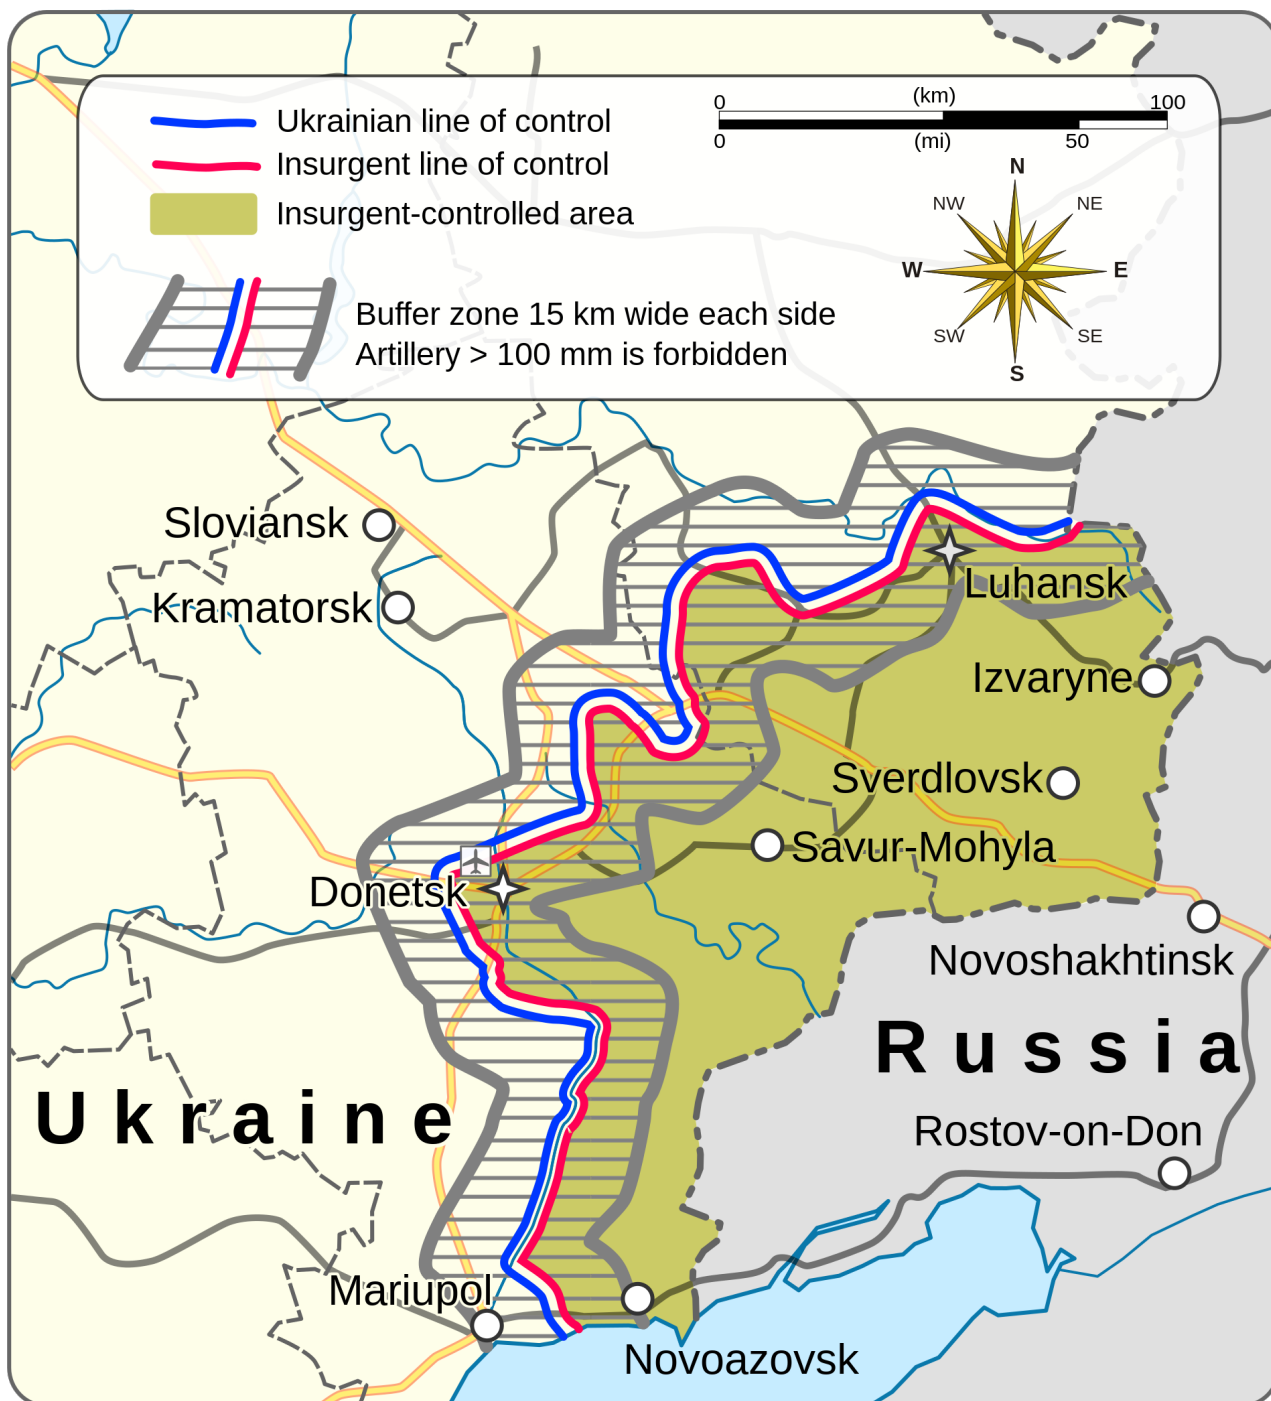 Ukrainian line of control
Insurgent line of control
Insurgent-controlled area
Buffer zone 15 km wide each side
Artillery > 100 mm is forbidden
0 (km) 100
0 (mi) 50
N
NW NE
W E
SW SE
S
Sloviansk
Kramatorsk
Luhansk
Izvaryne
Sverdlovsk
Savur-Mohyla
Donetsk
Novoshakhtinsk
Russia
Ukraine
Rostov-on-Don
Mariupol
Novoazovsk